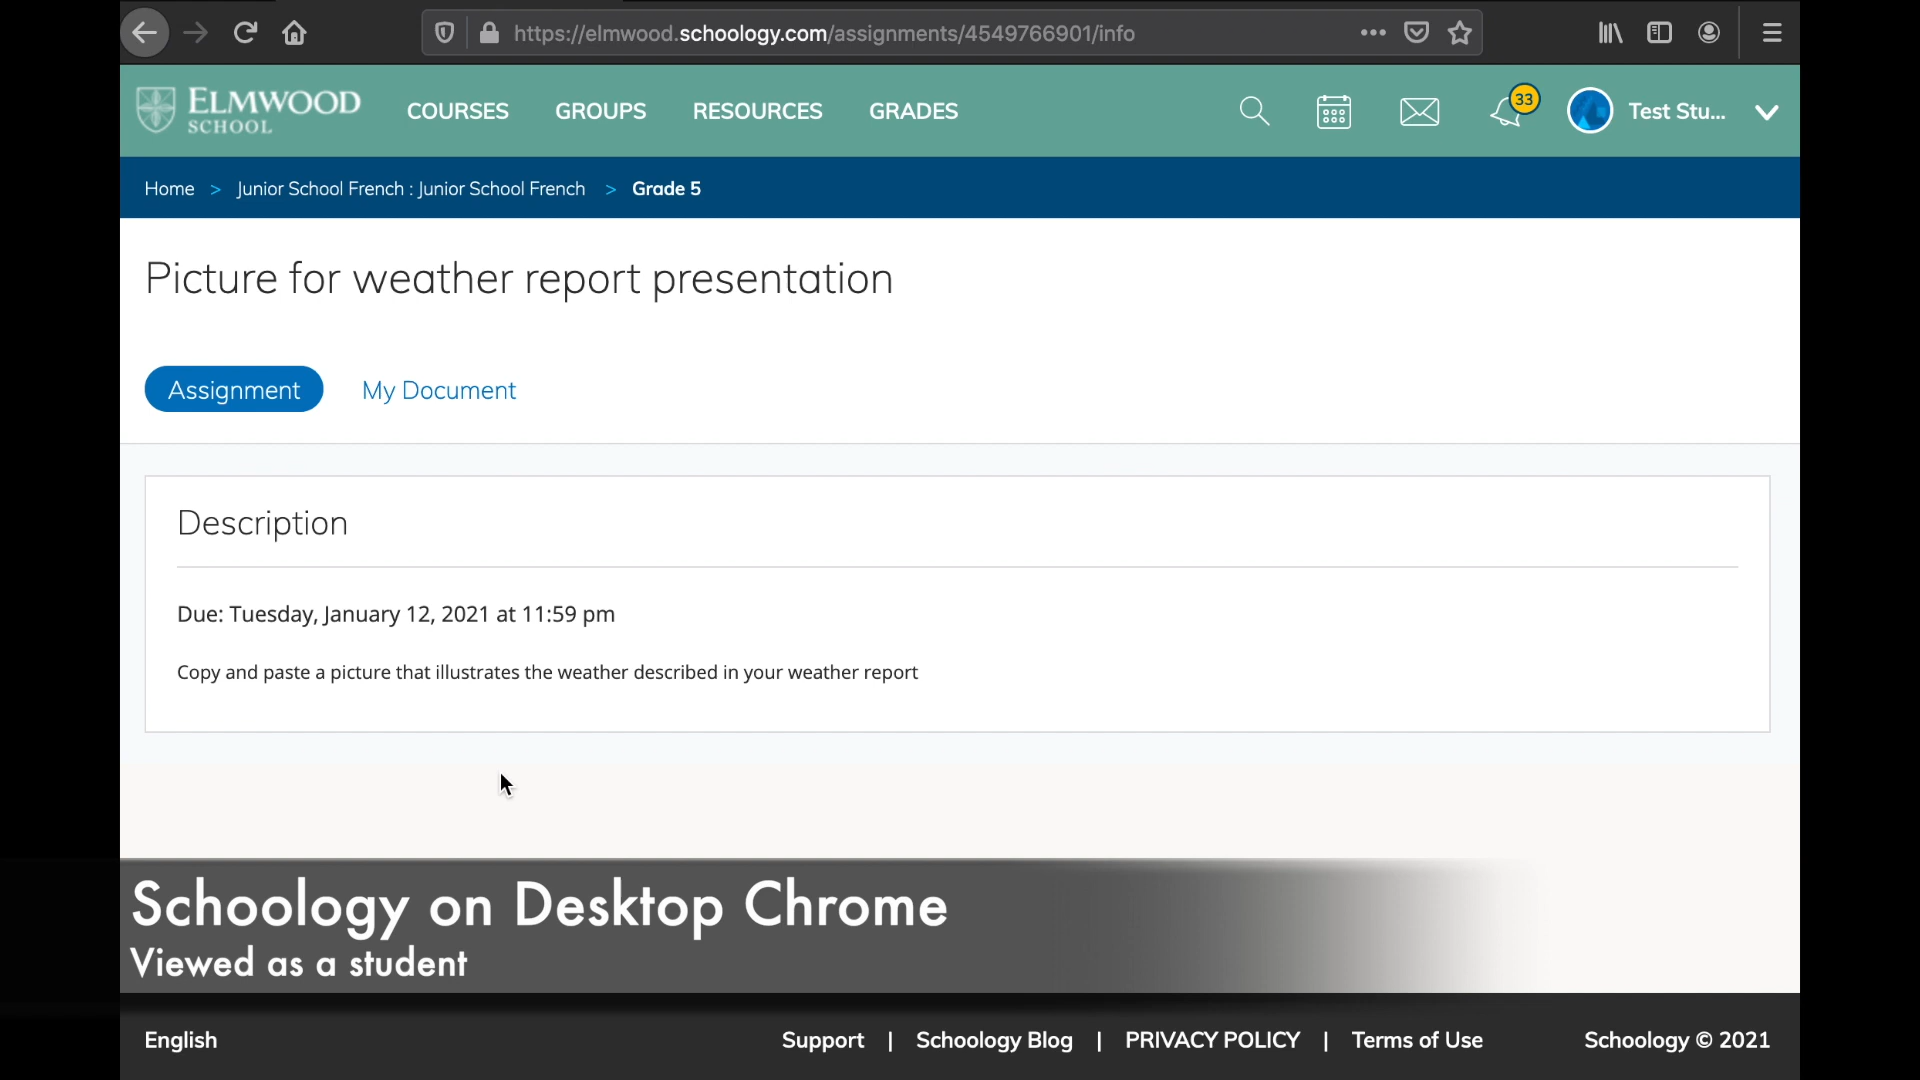 https://elmwood.schoology.com/assignments/4549766901/info
ELMWOOD SCHOOL
COURSES GROUPS RESOURCES GRADES
33
Test Stu...
Home > Junior School French : Junior School French > Grade 5
Picture for weather report presentation
Assignment My Document
Description
Due: Tuesday, January 12, 2021 at 11:59 pm
Copy and paste a picture that illustrates the weather described in your weather report
Schoology on Desktop Chrome
Viewed as a student
English Support | Schoology Blog | PRIVACY POLICY | Terms of Use Schoology © 2021